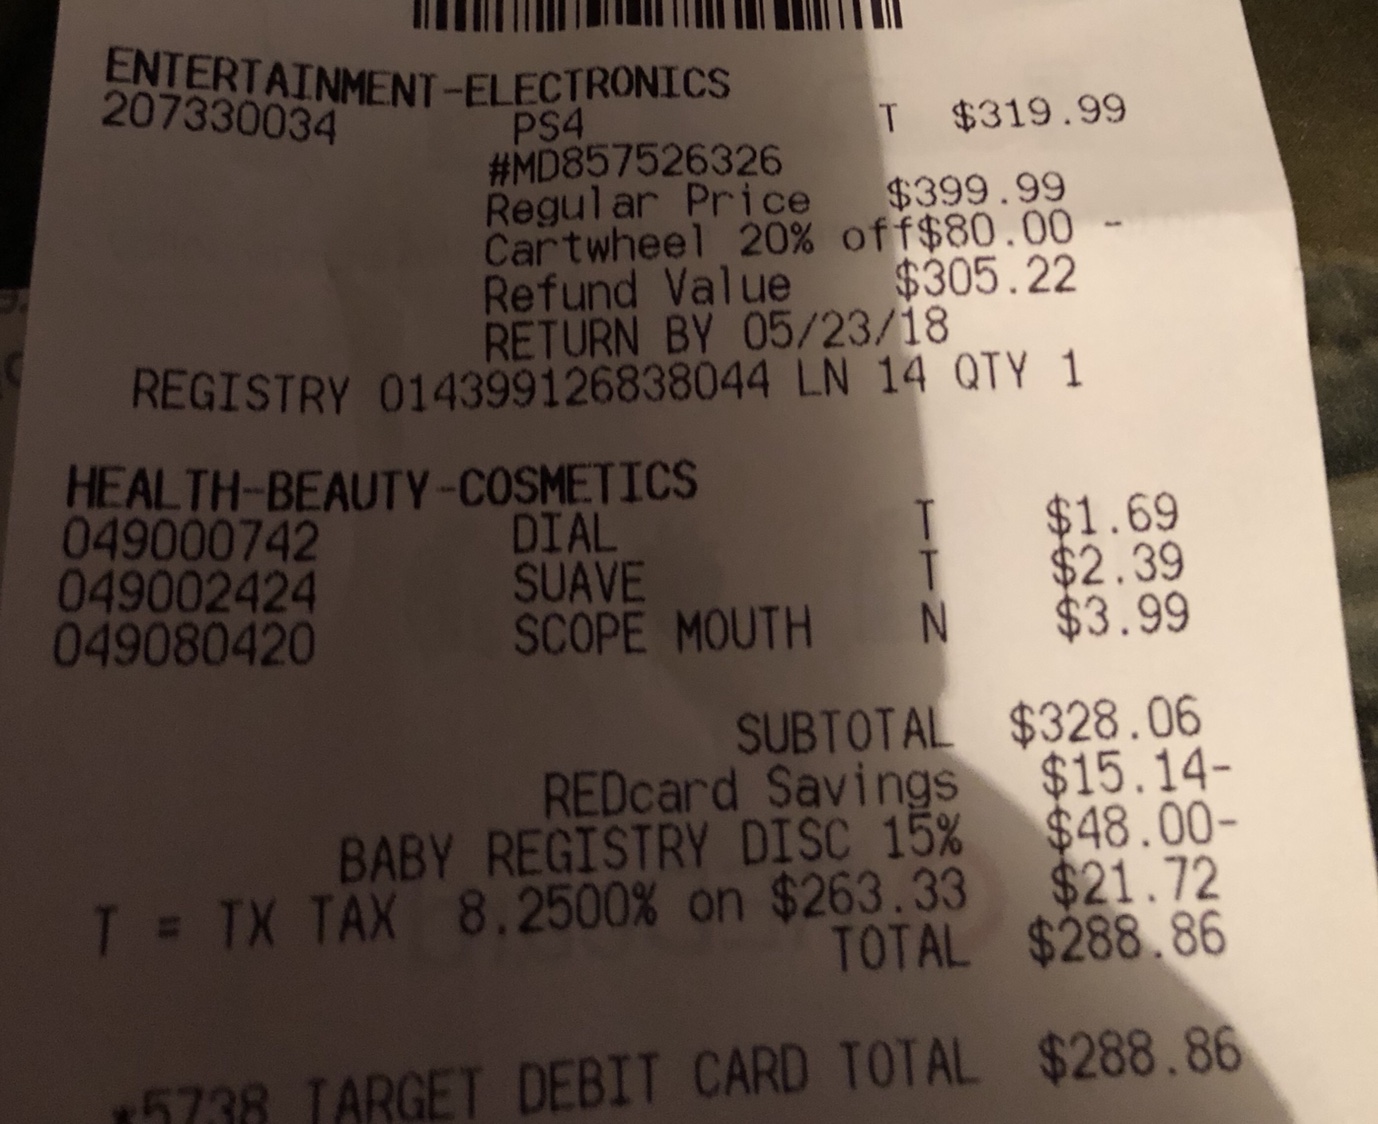 ENTERTAINMENT-ELECTRONICS
207330034 PS4 T $319.99
#MD857526326
Regular Price $399.99
Cartwheel 20% off$80.00 -
Refund Value $305.22
RETURN BY 05/23/18
REGISTRY 014399126838044 LN 14 QTY 1
HEALTH-BEAUTY-COSMETICS
049000742 DIAL T $1.69
049002424 SUAVE T $2.39
049080420 SCOPE MOUTH N $3.99
SUBTOTAL $328.06
REDcard Savings $15.14-
BABY REGISTRY DISC 15% $48.00-
T = TX TAX 8.2500% on $263.33 $21.72
TOTAL $288.86
*5738 TARGET DEBIT CARD TOTAL $288.86